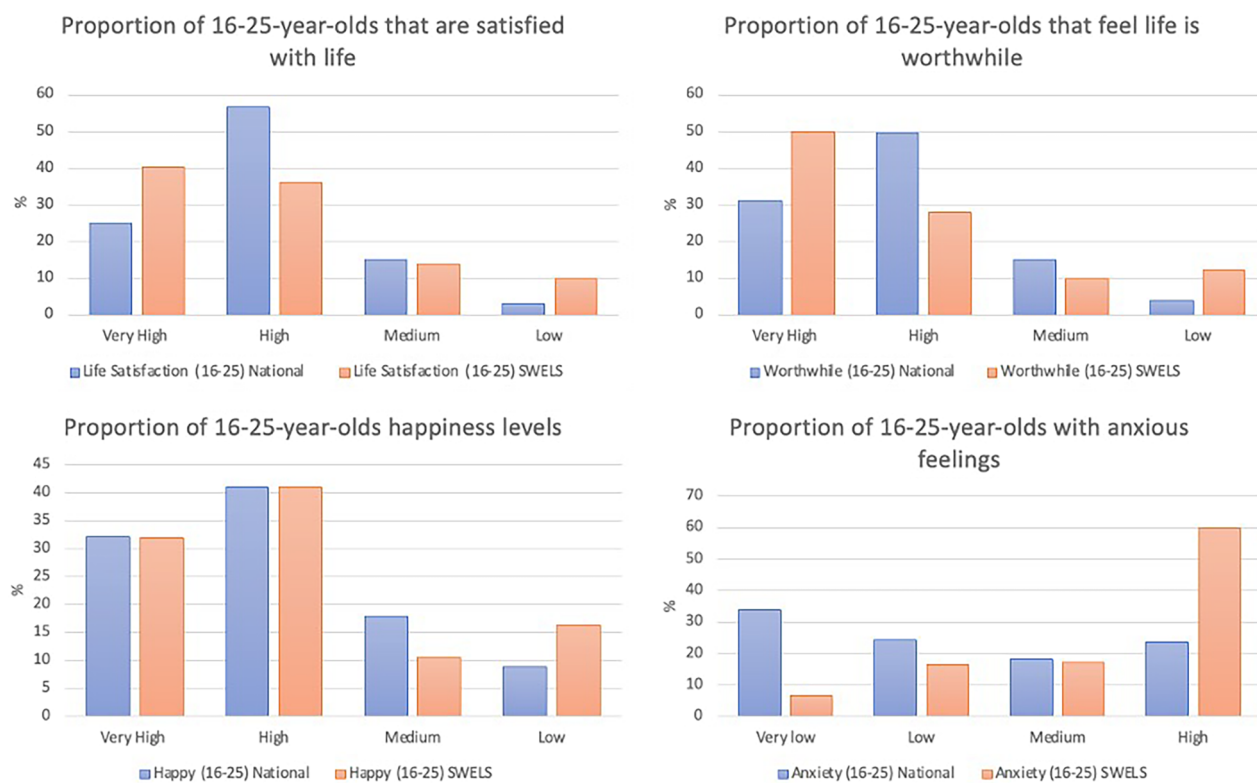 Proportion of 16-25-year-olds that are satisfied
with life
60
50
40
30
20
10
0
%
Very High High Medium Low
Life Satisfaction (16-25) National Life Satisfaction (16-25) SWELS
Proportion of 16-25-year-olds that feel life is
worthwhile
60
50
40
30
20
10
0
%
Very High High Medium Low
Worthwhile (16-25) National Worthwhile (16-25) SWELS
Proportion of 16-25-year-olds happiness levels
45
40
35
30
25
20
15
10
5
0
%
Very High High Medium Low
Happy (16-25) National Happy (16-25) SWELS
Proportion of 16-25-year-olds with anxious
feelings
70
60
50
40
30
20
10
0
%
Very low Low Medium High
Anxiety (16-25) National Anxiety (16-25) SWELS